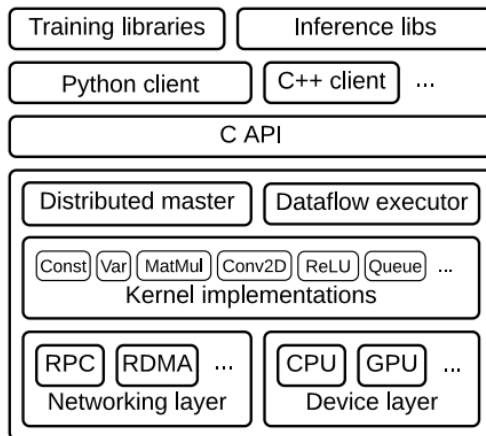 Training libraries Inference libs
Python client C++ client ...
C API
Distributed master Dataflow executor
Const Var MatMul Conv2D ReLU Queue ...
Kernel implementations
RPC RDMA ... CPU GPU ...
Networking layer Device layer